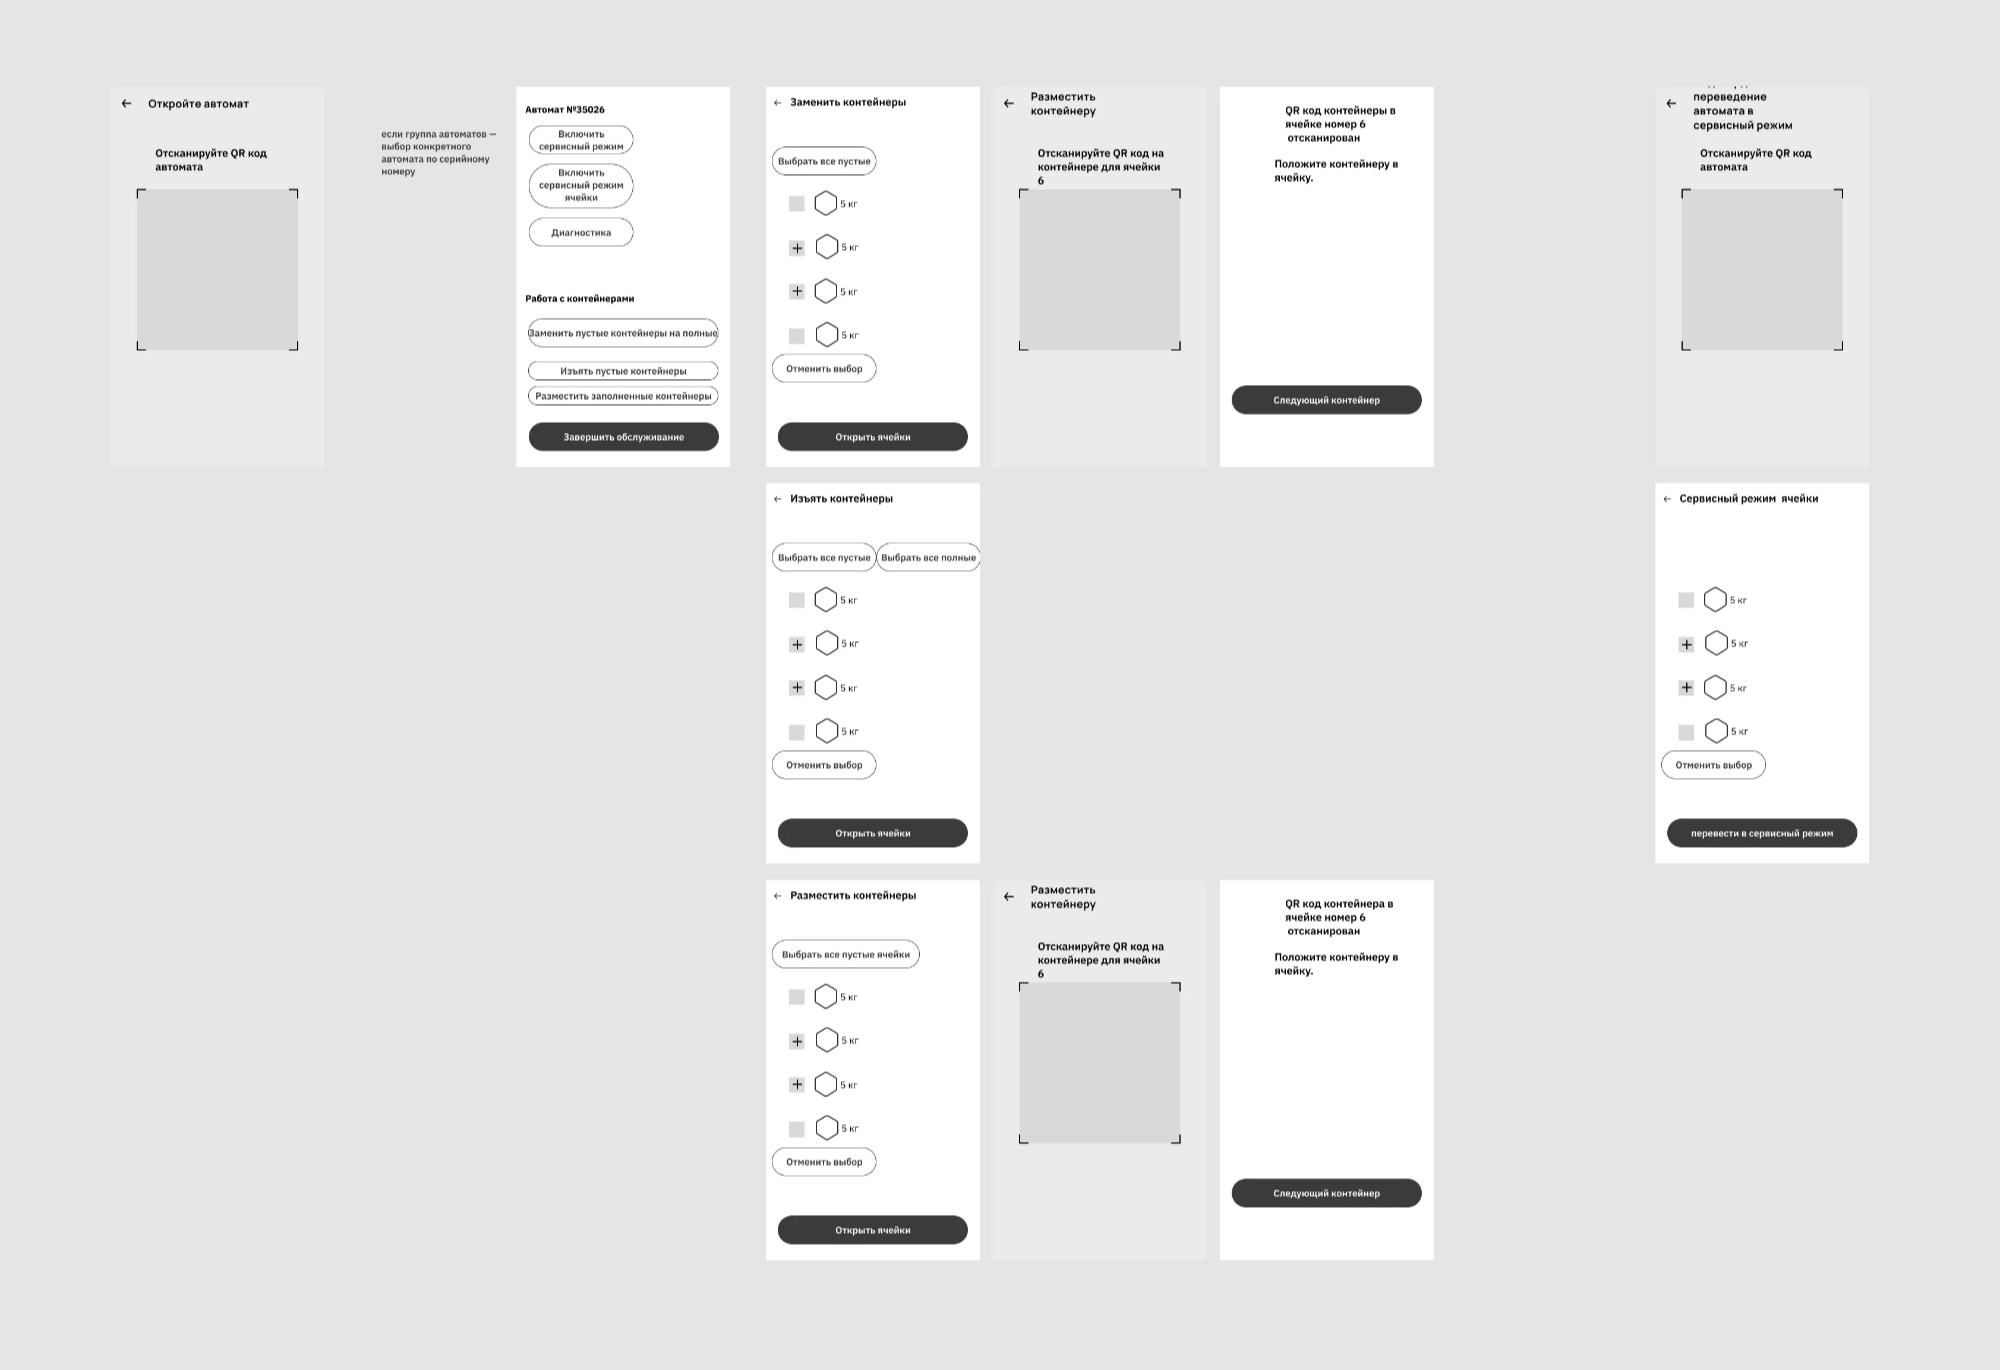 Откройте автомат
Отсканируйте QR код
автомата
если группа автоматов —
выбор конкретного
автомата по серийному
номеру
Автомат №35026
Включить
сервисный режим
Включить
сервисный режим
ячейки
Диагностика
Работа с контейнерами
Заменить пустые контейнеры на полные
Изъять пустые контейнеры
Разместить заполненные контейнеры
Завершить обслуживание
Заменить контейнеры
Выбрать все пустые
5 кг
5 кг
5 кг
5 кг
Отменить выбор
Открыть ячейки
Разместить
контейнеру
Отсканируйте QR код на
контейнере для ячейки
6
QR код контейнеры в
ячейке номер 6
отсканирован
Положите контейнеру в
ячейку.
Следующий контейнер
переведение
автомата в
сервисный режим
Отсканируйте QR код
автомата
Изъять контейнеры
Выбрать все пустые
Выбрать все полные
5 кг
5 кг
5 кг
5 кг
Отменить выбор
Открыть ячейки
Сервисный режим ячейки
5 кг
5 кг
5 кг
5 кг
Отменить выбор
перевести в сервисный режим
Разместить контейнеры
Выбрать все пустые ячейки
5 кг
5 кг
5 кг
5 кг
Отменить выбор
Открыть ячейки
Разместить
контейнеру
Отсканируйте QR код на
контейнере для ячейки
6
QR код контейнера в
ячейке номер 6
отсканирован
Положите контейнеру в
ячейку.
Следующий контейнер